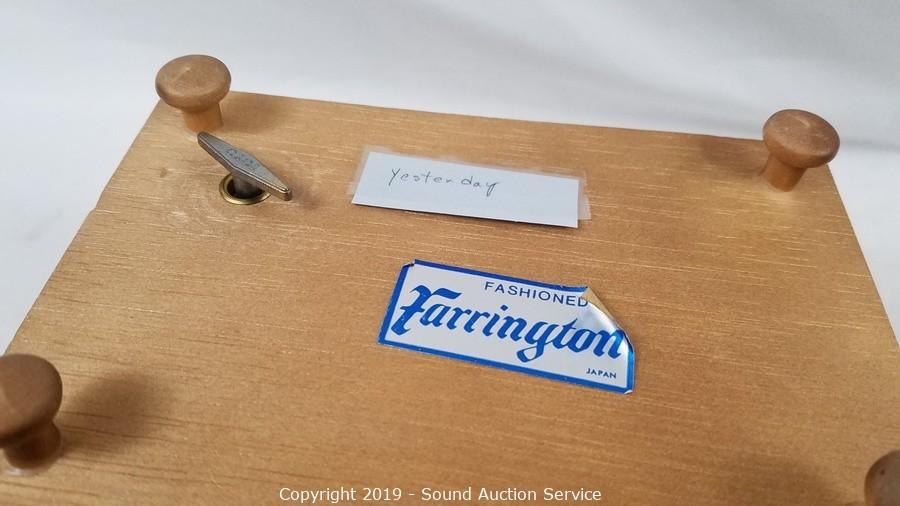 Yesterday
FASHIONED
Farrington
JAPAN
Copyright 2019 - Sound Auction Service